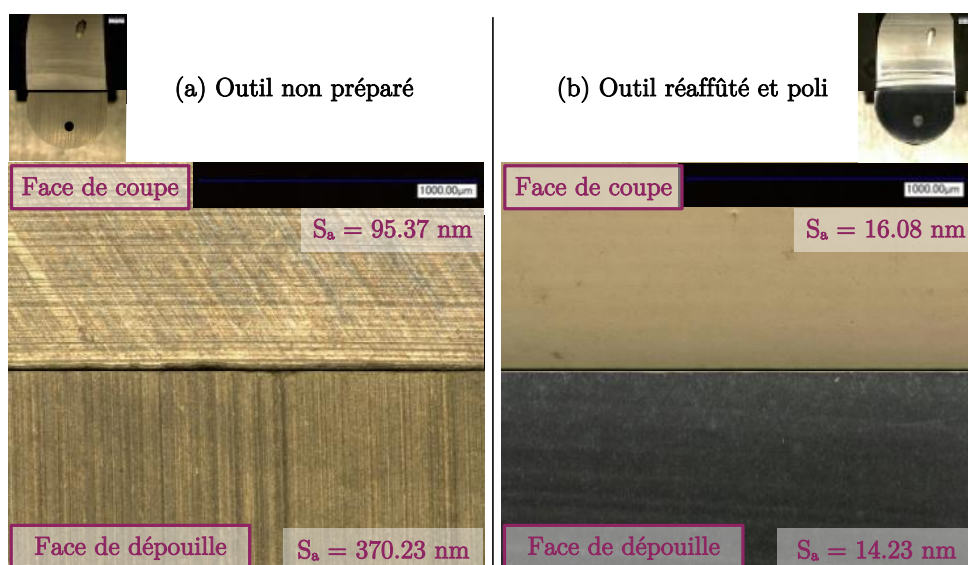 (a) Outil non préparé
(b) Outil réaffûté et poli
Face de coupe
1000.00µm
Sₐ = 95.37 nm
Face de dépouille
Sₐ = 370.23 nm
Face de coupe
1000.00µm
Sₐ = 16.08 nm
Face de dépouille
Sₐ = 14.23 nm